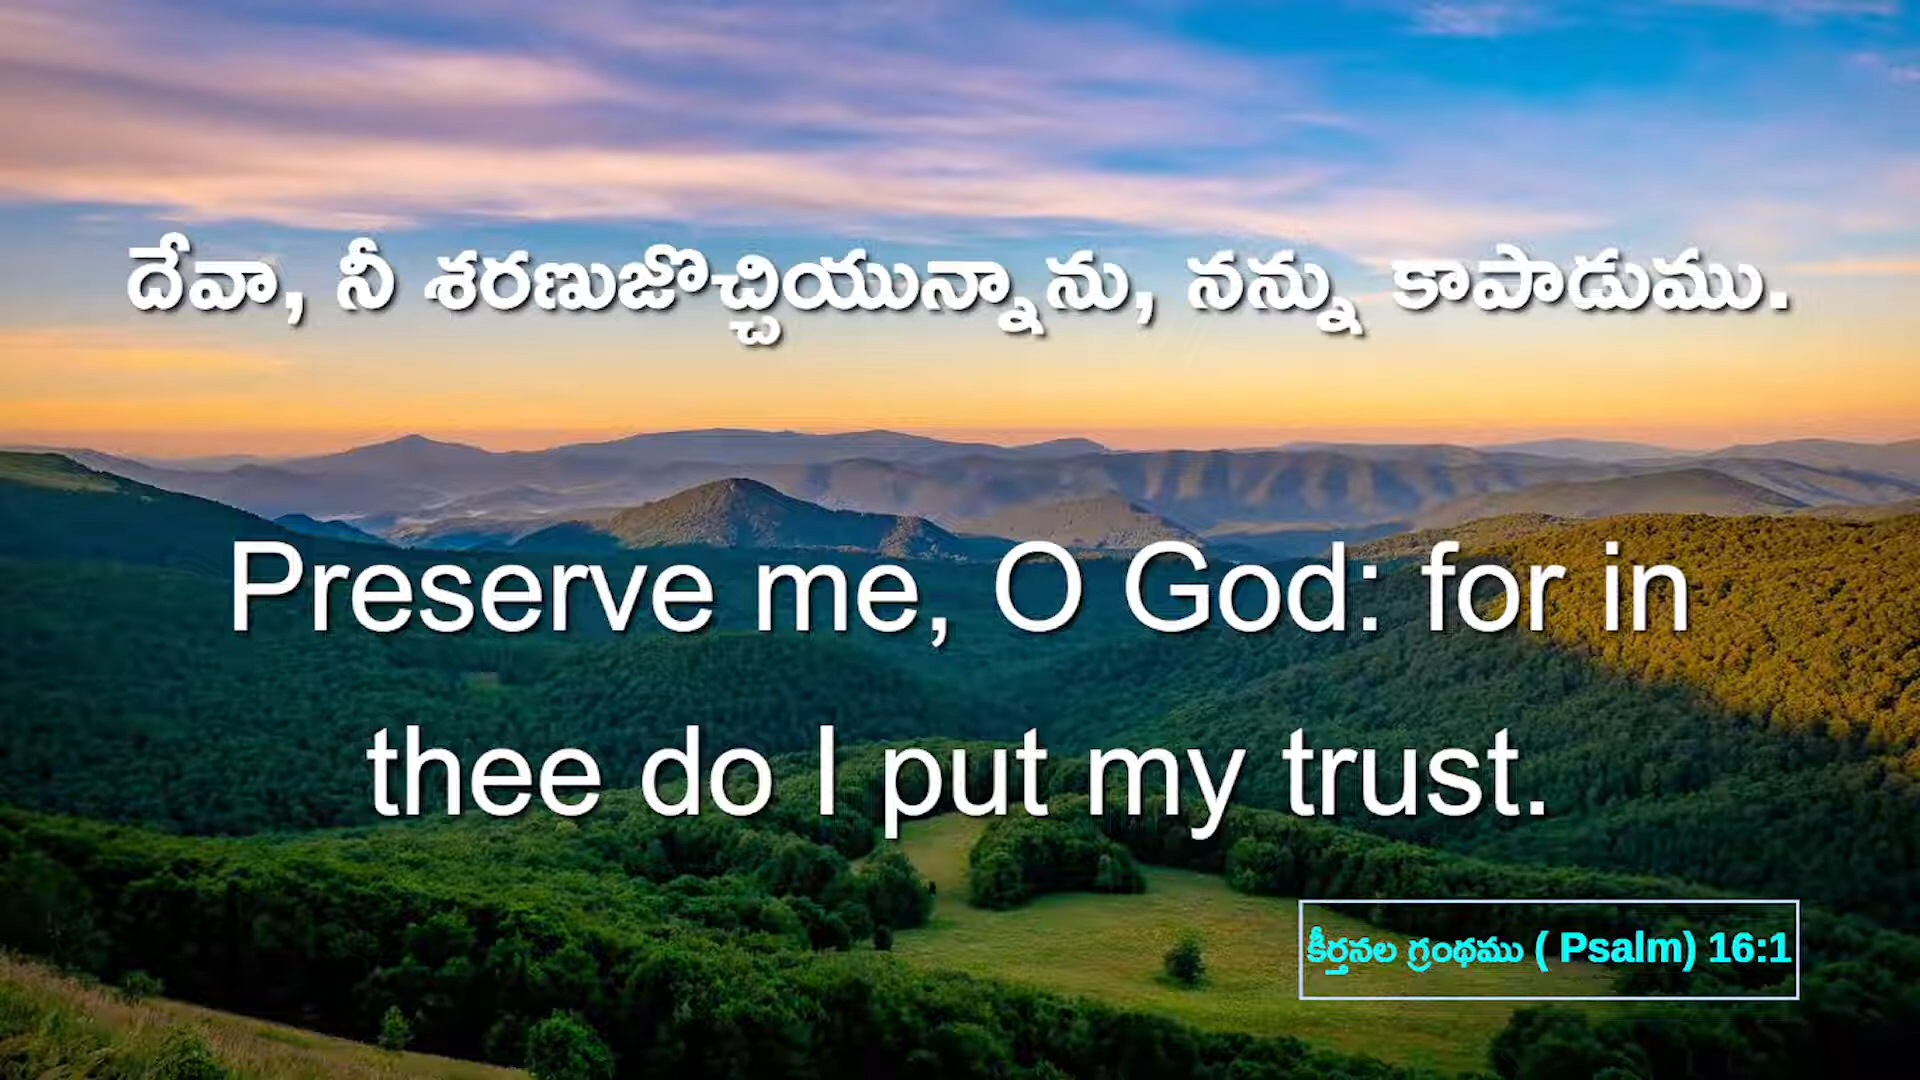 దేవా, నీ శరణుజొచ్చియున్నాను, నన్ను కాపాడుము.
Preserve me, O God: for in
thee do I put my trust.
కీర్తనల గ్రంథము ( Psalm) 16:1